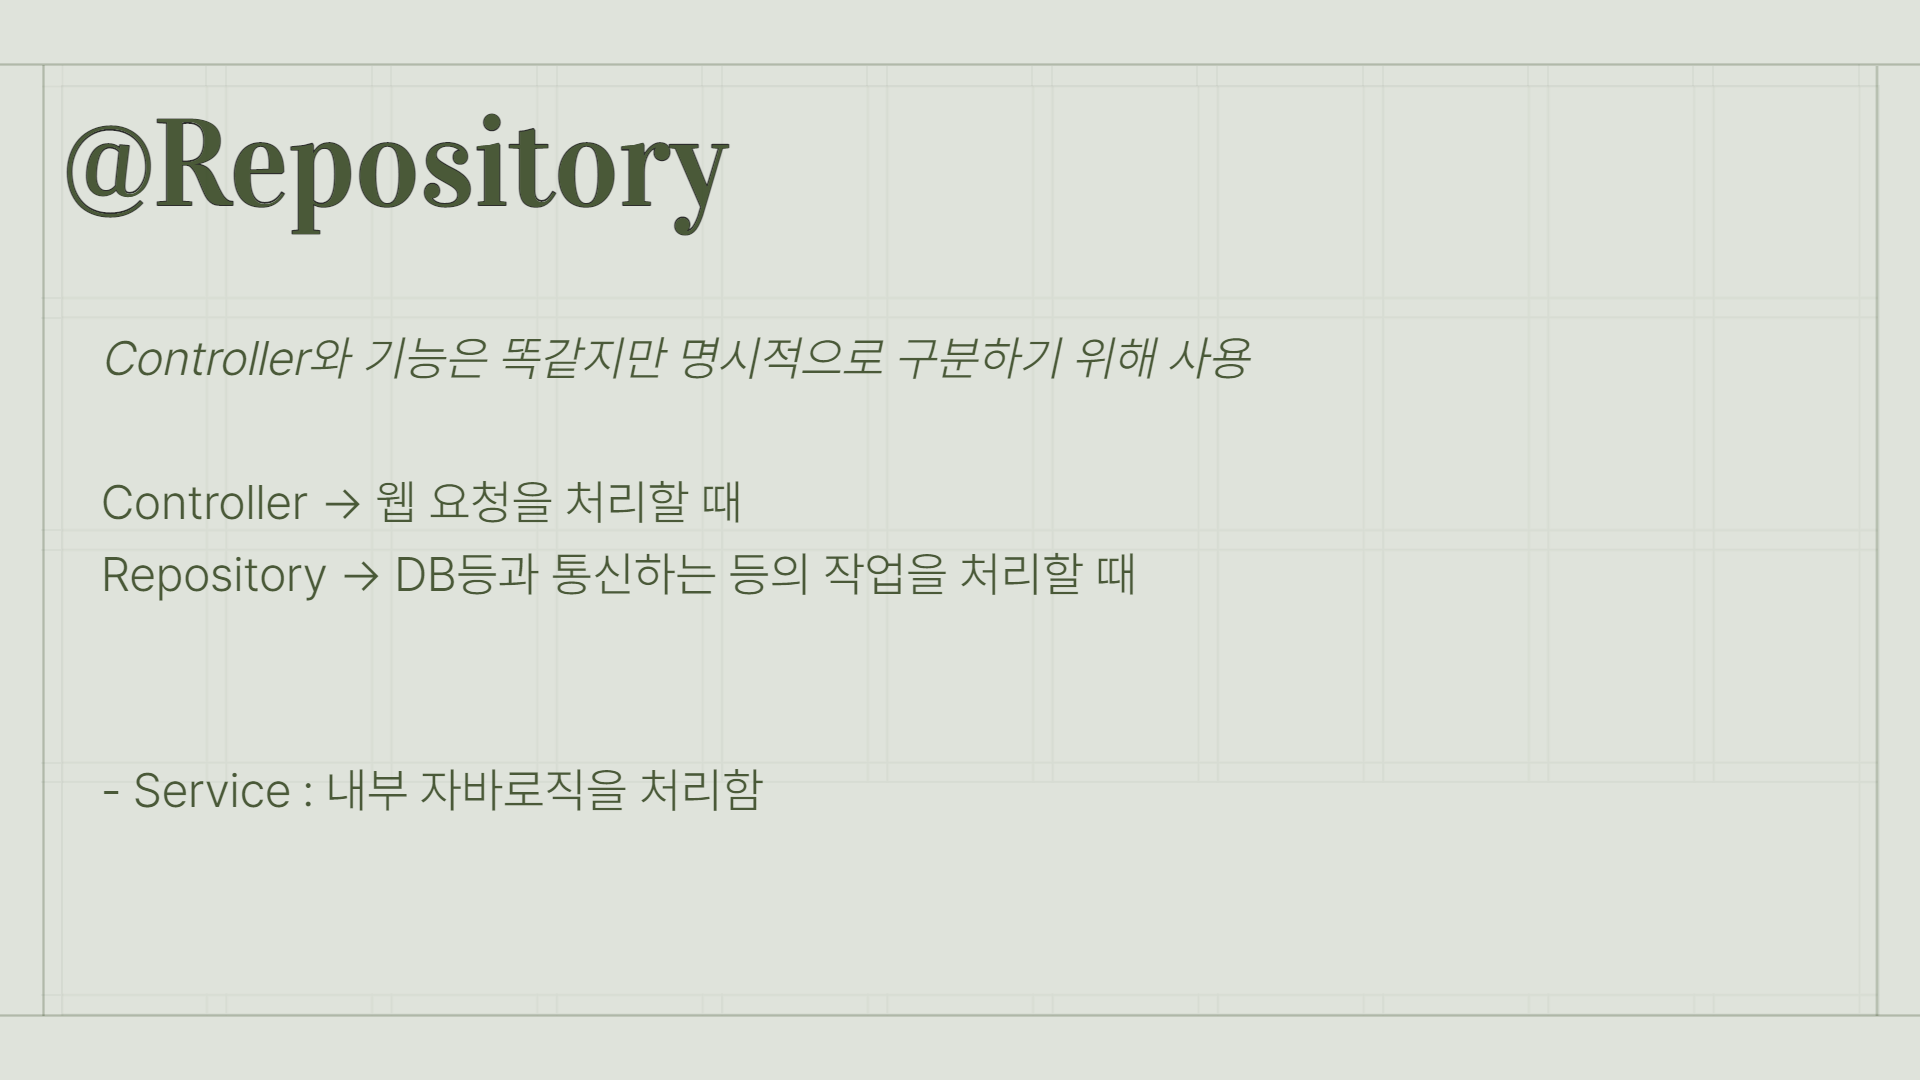 @Repository
Controller와 기능은 똑같지만 명시적으로 구분하기 위해 사용
Controller → 웹 요청을 처리할 때
Repository → DB등과 통신하는 등의 작업을 처리할 때
- Service : 내부 자바로직을 처리함